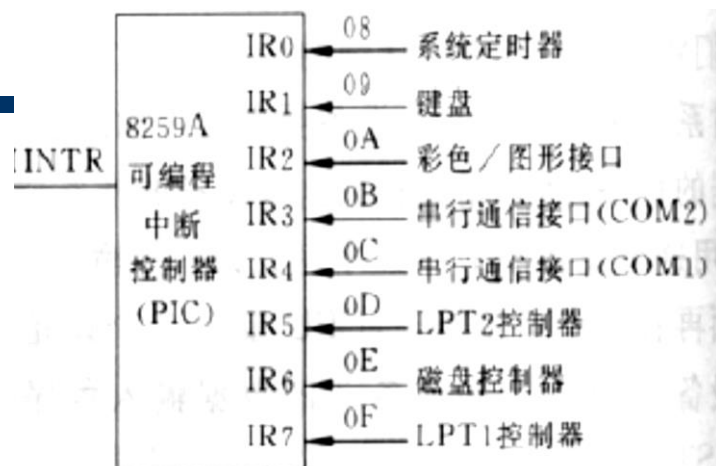 IR0 08 系统定时器
IR1 09 键盘
8259A
INTR 可编程 IR2 0A 彩色／图形接口
中断 IR3 0B 串行通信接口(COM2)
控制器 IR4 0C 串行通信接口(COM1)
(PIC) IR5 0D LPT2控制器
IR6 0E 磁盘控制器
IR7 0F LPT1控制器